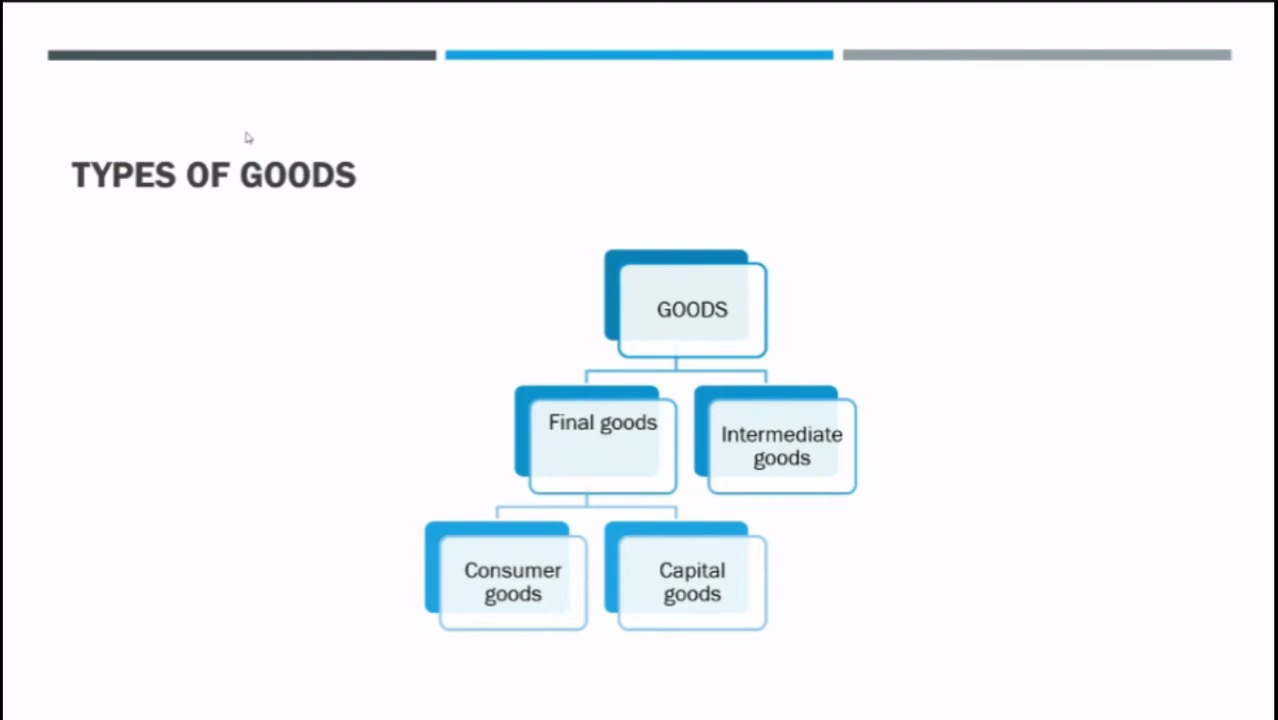 TYPES OF GOODS
GOODS
Final goods
Intermediate
goods
Consumer
goods
Capital
goods